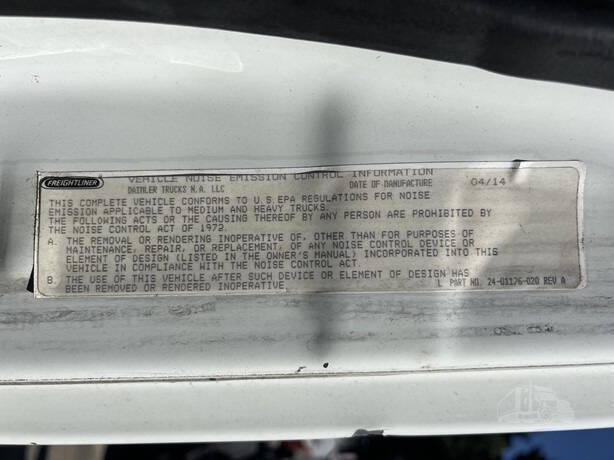 VEHICLE NOISE EMISSION CONTROL INFORMATION
FREIGHTLINER DAIMLER TRUCKS N.A. LLC DATE OF MANUFACTURE 04/14
THIS COMPLETE VEHICLE CONFORMS TO U.S.EPA REGULATIONS FOR NOISE
EMISSION APPLICABLE TO MEDIUM AND HEAVY TRUCKS.
THE FOLLOWING ACTS OR THE CAUSING THEREOF BY ANY PERSON ARE PROHIBITED BY
THE NOISE CONTROL ACT OF 1972.
A. THE REMOVAL OR RENDERING INOPERATIVE OF, OTHER THAN FOR PURPOSES OF
MAINTENANCE, REPAIR, OR REPLACEMENT, OF ANY NOISE CONTROL DEVICE OR
ELEMENT OF DESIGN (LISTED IN THE OWNER'S MANUAL) INCORPORATED INTO THIS
VEHICLE IN COMPLIANCE WITH THE NOISE CONTROL ACT.
B. THE USE OF THIS VEHICLE AFTER SUCH DEVICE OR ELEMENT OF DESIGN HAS
BEEN REMOVED OR RENDERED INOPERATIVE.
L PART NO. 24-01176-020 REV A